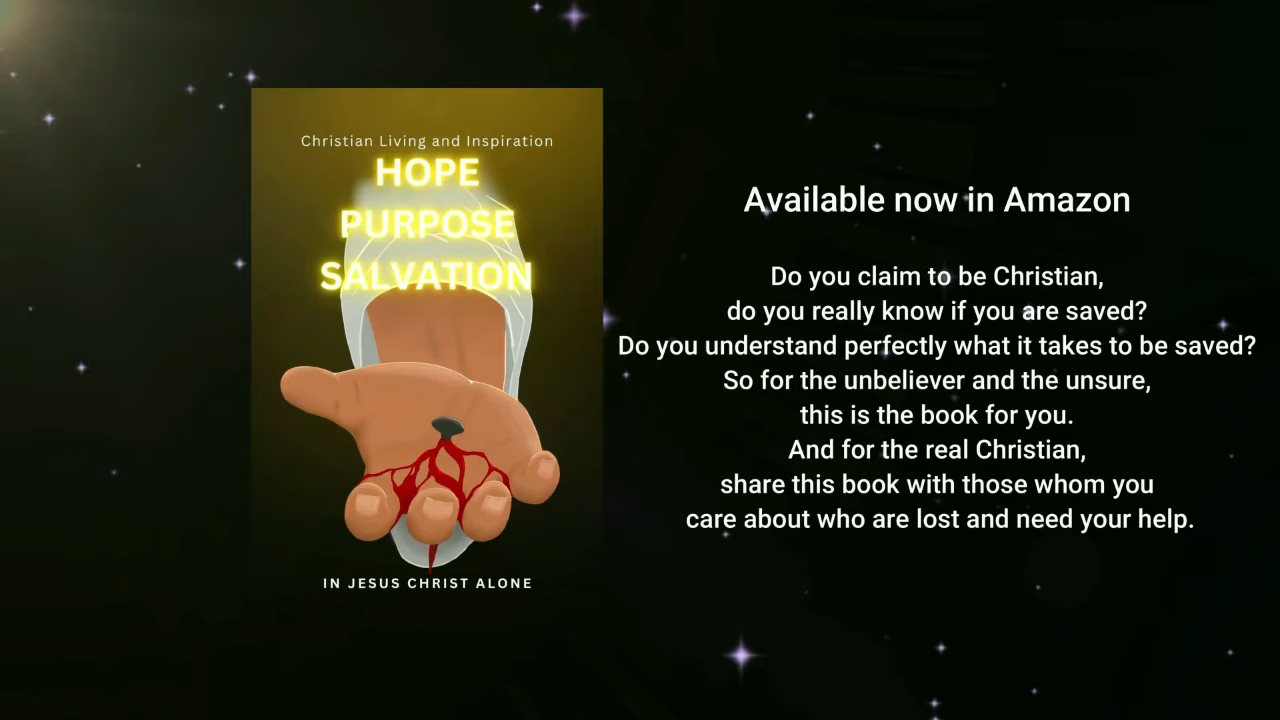 Christian Living and Inspiration
HOPE
PURPOSE
SALVATION
IN JESUS CHRIST ALONE
Available now in Amazon
Do you claim to be Christian,
do you really know if you are saved?
Do you understand perfectly what it takes to be saved?
So for the unbeliever and the unsure,
this is the book for you.
And for the real Christian,
share this book with those whom you
care about who are lost and need your help.